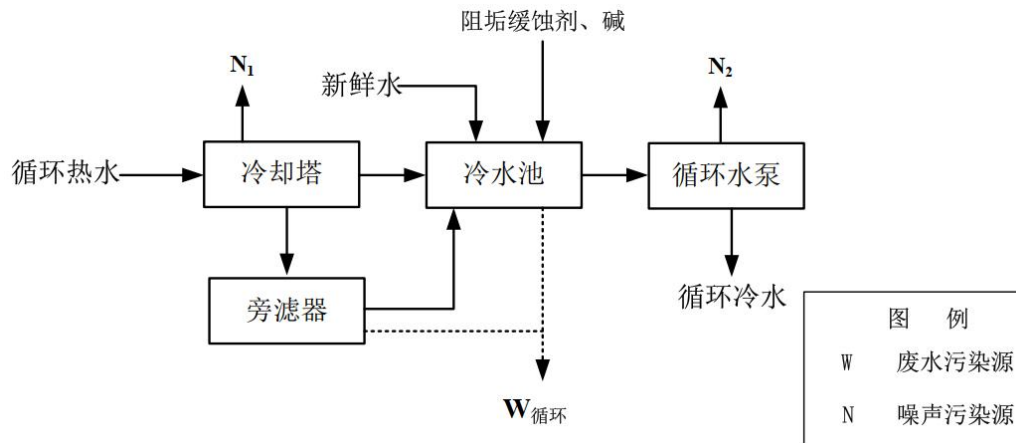 阻垢缓蚀剂、碱
N₁
新鲜水
N₂
循环热水
冷却塔
冷水池
循环水泵
旁滤器
循环冷水
W循环
图 例
W 废水污染源
N 噪声污染源